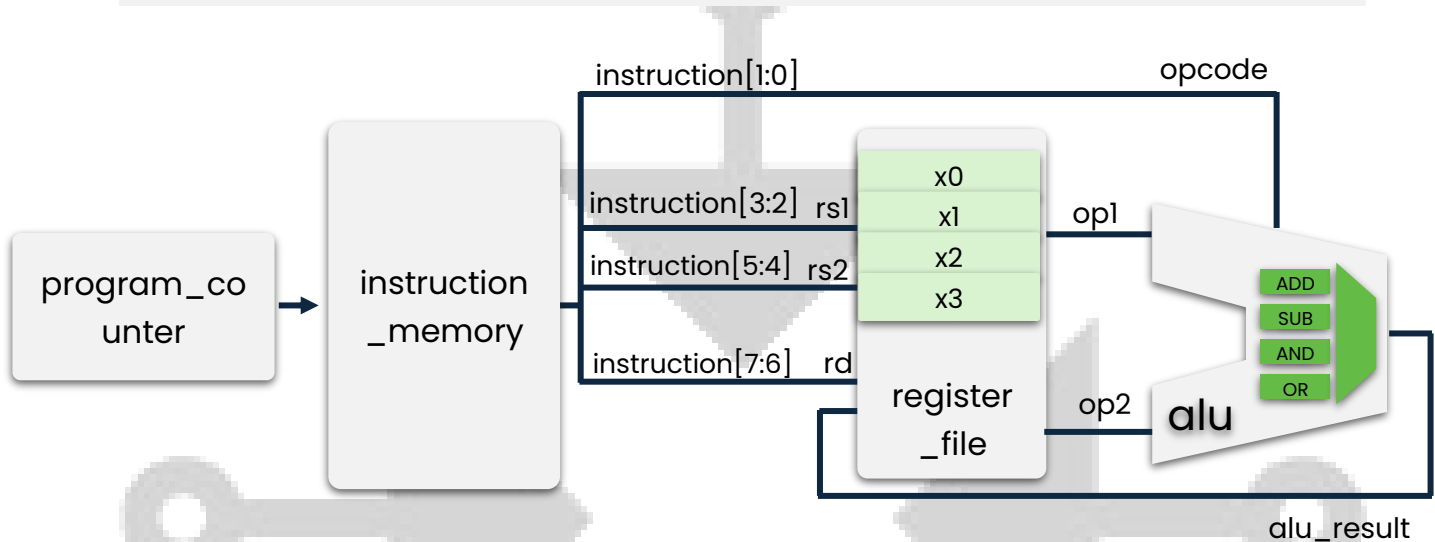 instruction[1:0]
opcode
program_co
unter
instruction
_memory
instruction[3:2] rs1
instruction[5:4] rs2
instruction[7:6] rd
x0
x1
x2
x3
register
_file
op1
op2
ADD
SUB
AND
OR
alu
alu_result